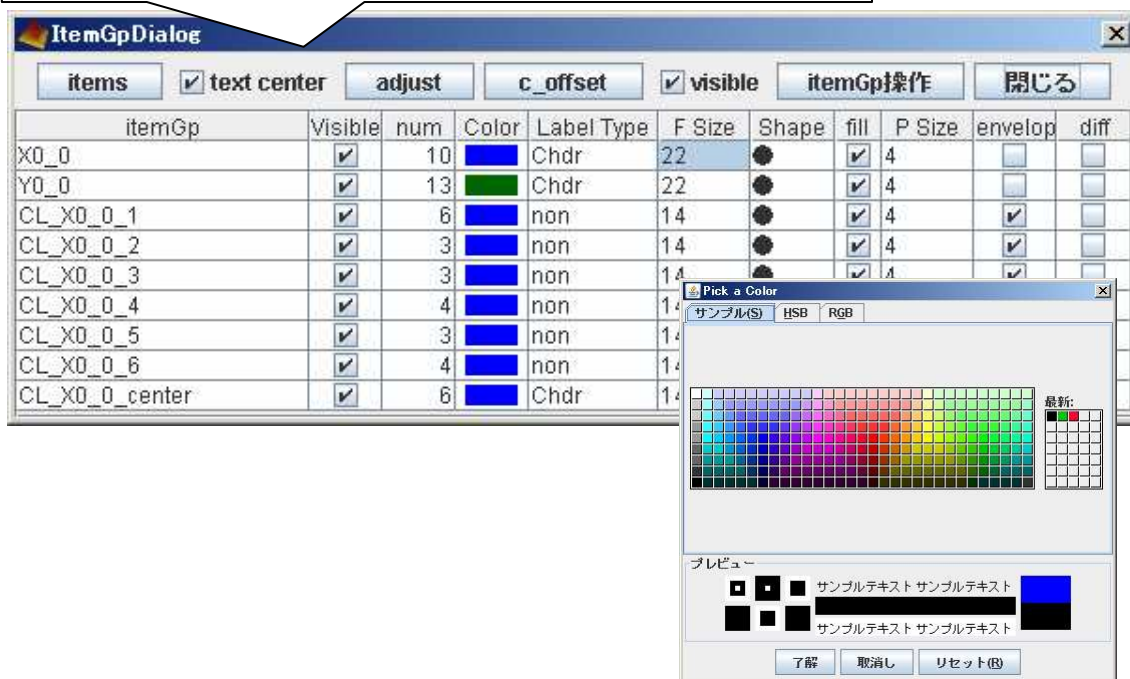 ItemGpDialog
items text center adjust c_offset visible itemGp操作 閉じる
itemGp Visible num Color Label Type F Size Shape fill P Size envelop diff
X0_0 10 Chdr 22 4
Y0_0 13 Chdr 22 4
CL_X0_0_1 6 non 14 4
CL_X0_0_2 3 non 14 4
CL_X0_0_3 3 non 14 4
CL_X0_0_4 4 non
CL_X0_0_5 3 non
CL_X0_0_6 4 non
CL_X0_0_center 6 Chdr
Pick a Color
サンプル(S) HSB RGB
最新:
プレビュー
サンプルテキスト サンプルテキスト
サンプルテキスト サンプルテキスト
了解 取消し リセット(R)